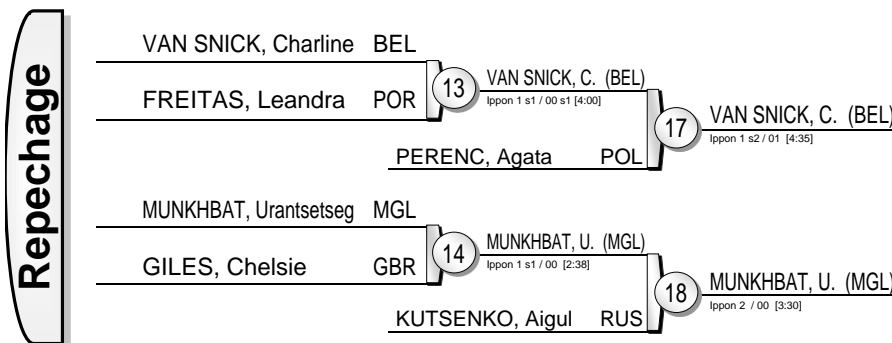 Repechage
VAN SNICK, Charline BEL
FREITAS, Leandra POR
13
VAN SNICK, C. (BEL)
Ippon 1 s1 / 00 s1 [4:00]
PERENC, Agata POL
17
VAN SNICK, C. (BEL)
Ippon 1 s2 / 01 [4:35]
MUNKHBAT, Urantsetseg MGL
GILES, Chelsie GBR
14
MUNKHBAT, U. (MGL)
Ippon 1 s1 / 00 [2:38]
KUTSENKO, Aigul RUS
18
MUNKHBAT, U. (MGL)
Ippon 2 / 00 [3:30]